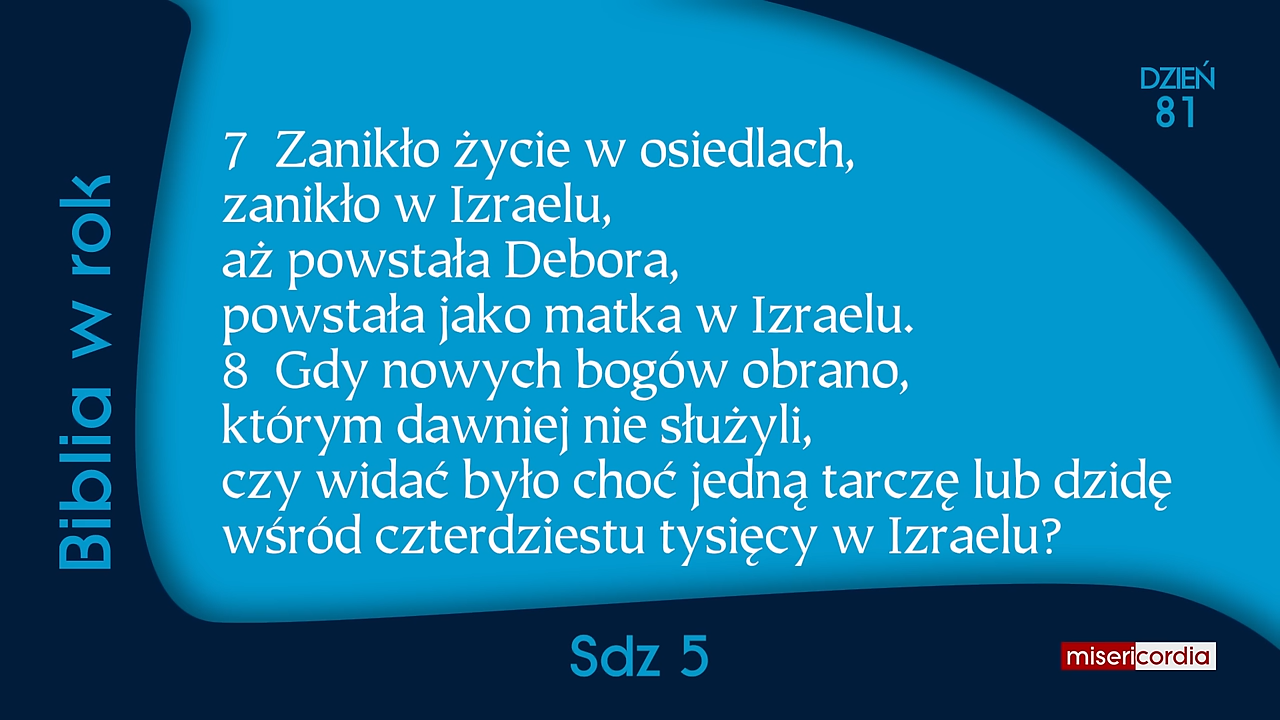 DZIEŃ
81
7 Zanikło życie w osiedlach,
zanikło w Izraelu,
aż powstała Debora,
powstała jako matka w Izraelu.
8 Gdy nowych bogów obrano,
którym dawniej nie służyli,
czy widać było choć jedną tarczę lub dzidę
wśród czterdziestu tysięcy w Izraelu?
Biblia w rok
Sdz 5
misericordia